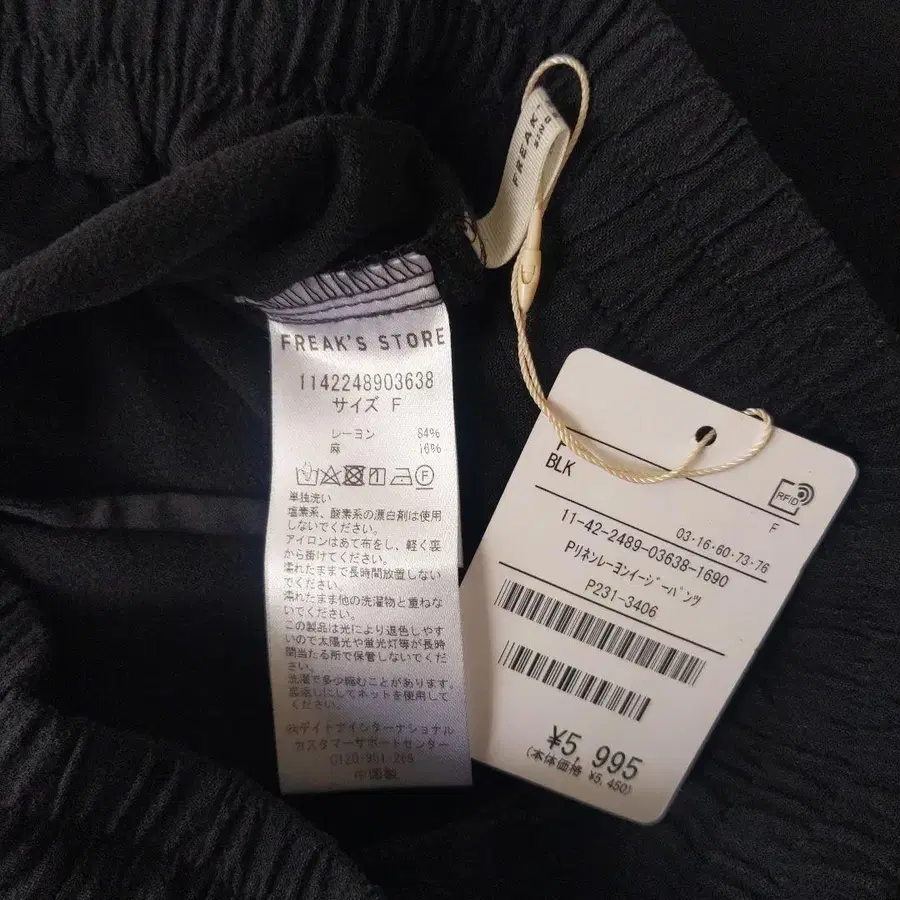 FREAK'S STORE
1142248903638
サイズ F
レーヨン 84%
麻 16%
F
単独洗い
塩素系、酸素系の漂白剤は使用
しないでください。
アイロンはあて布をし、軽く裏
から掛けてください。
濡れたままで長時間放置しない
でください。
濡れたまま他の洗濯物と重ねな
いでください。
この製品は光により退色しやす
いので太陽光や蛍光灯等が長時
間当たる所で保管しないでくだ
さい。
洗濯で多少縮むことがあります。
裏返しにしてネットを使用して
ください。
㈱デイトナインターナショナル
カスタマーサポートセンター
0120-951-269
中国製
FREAK'
SINC
BLK
RFID
F
03・16・60・73・76
11-42-2489-03638-1690
PリネンレーヨンイージーパンツP231-3406
¥5,995
(本体価格 ¥5,450)